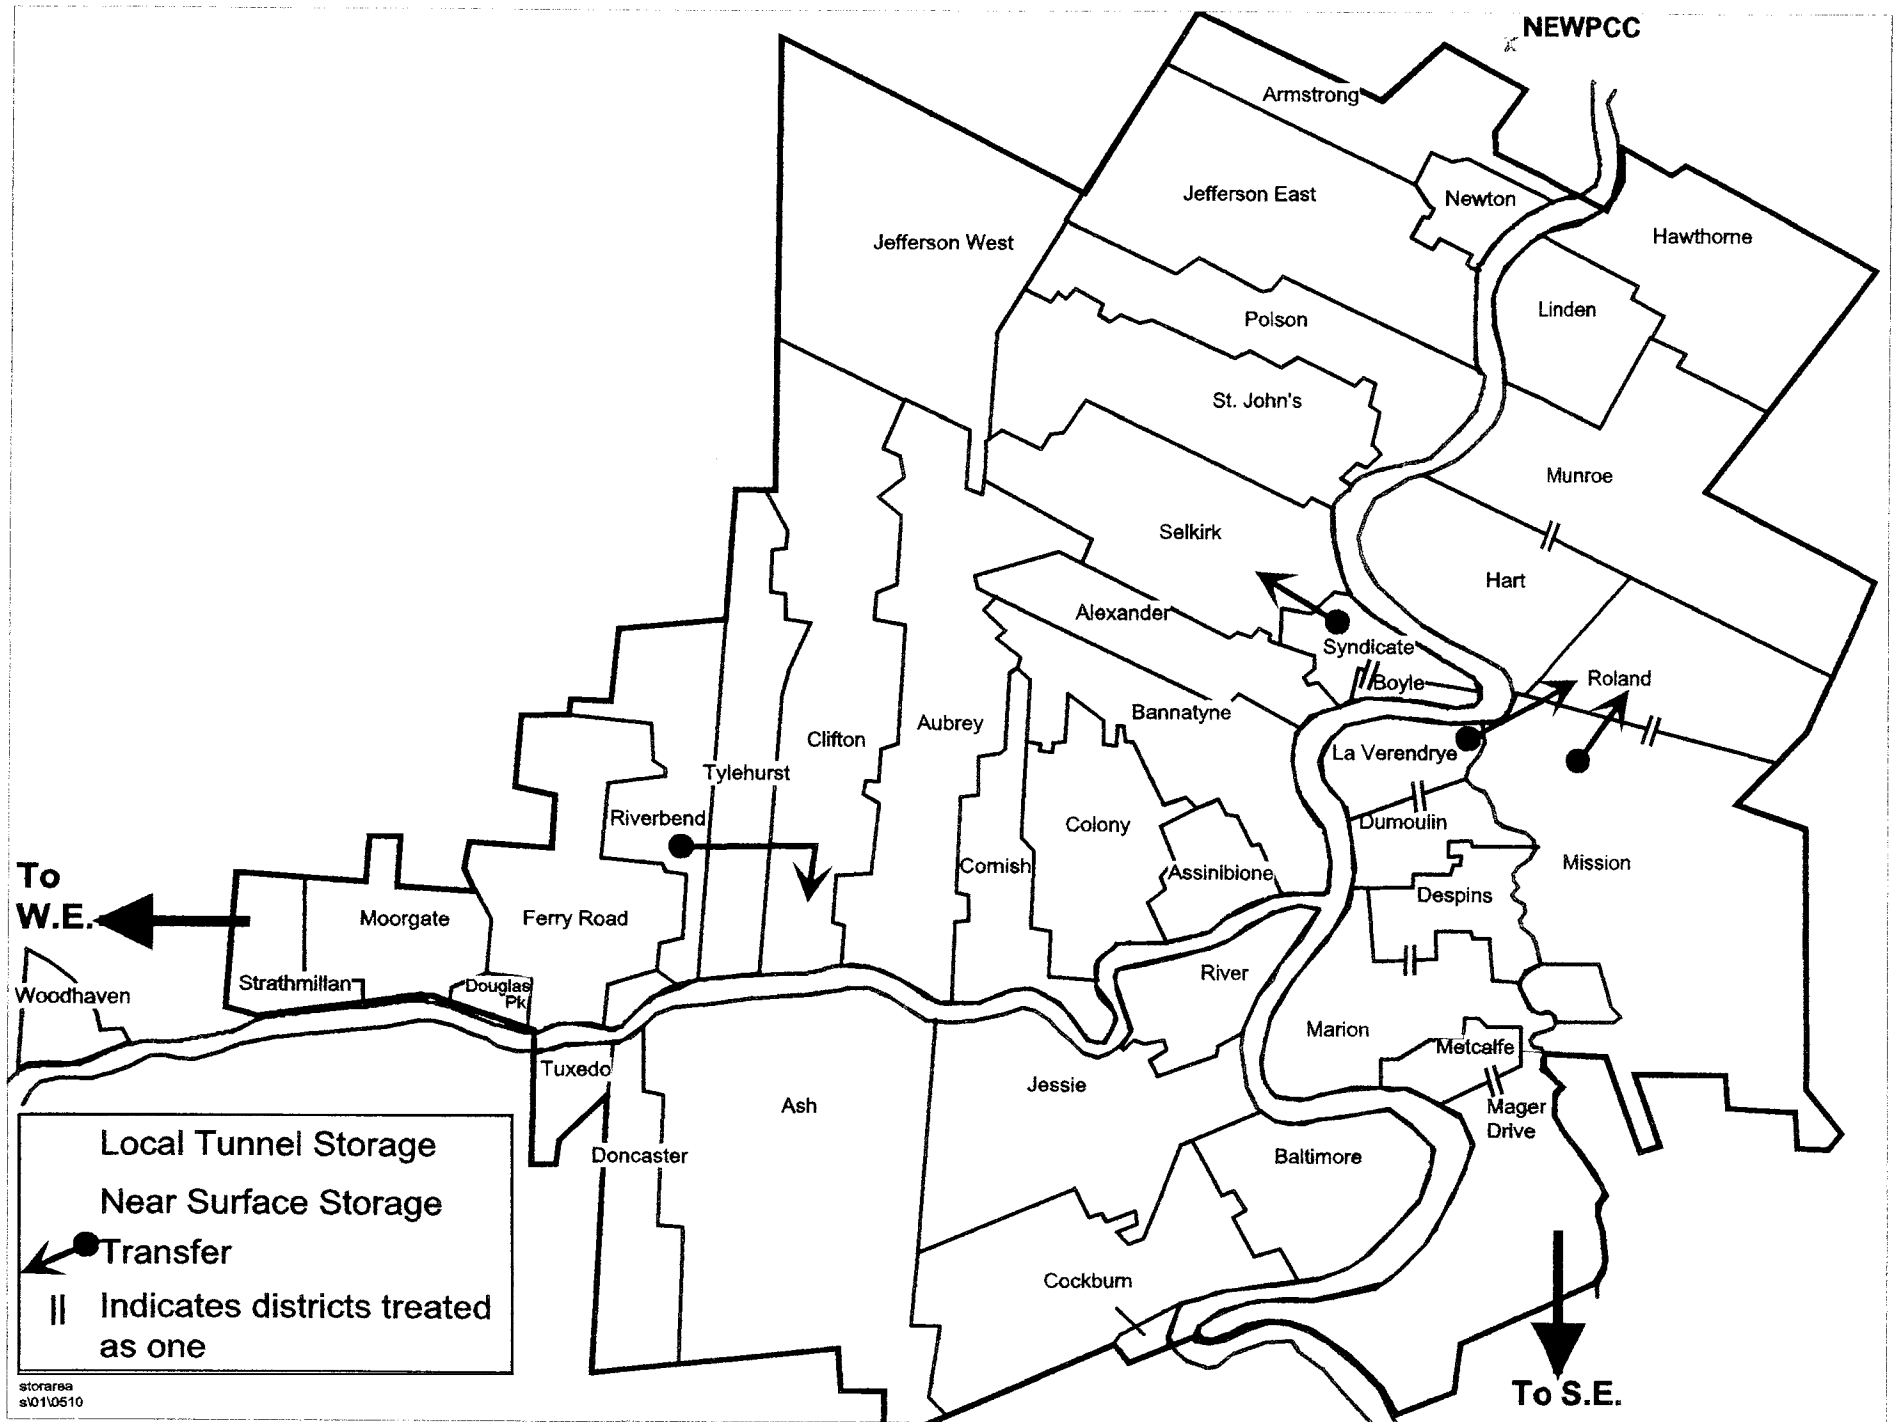 NEWPCC
Armstrong
Jefferson East
Newton
Hawthorne
Jefferson West
Linden
Polson
St. John's
Munroe
Selkirk
Hart
Alexander
Syndicate
Boyle
Roland
Bannatyne
Aubrey
Clifton
La Verendrye
Tylehurst
Riverbend
Colony
Dumoulin
Cornish
Assinibione
Mission
To
W.E.
Moorgate
Ferry Road
Despins
Strathmillan
Douglas
Pk
River
Woodhaven
Marion
Metcalfe
Tuxedo
Jessie
Ash
Mager
Drive
Doncaster
Baltimore
Cockburn
Local Tunnel Storage
Near Surface Storage
Transfer
|| Indicates districts treated
as one
To S.E.
storarea
s\01\0510